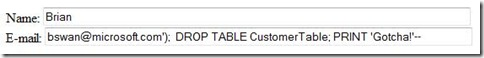 Name: Brian
E-mail: bswan@microsoft.com'); DROP TABLE CustomerTable; PRINT 'Gotcha!'--